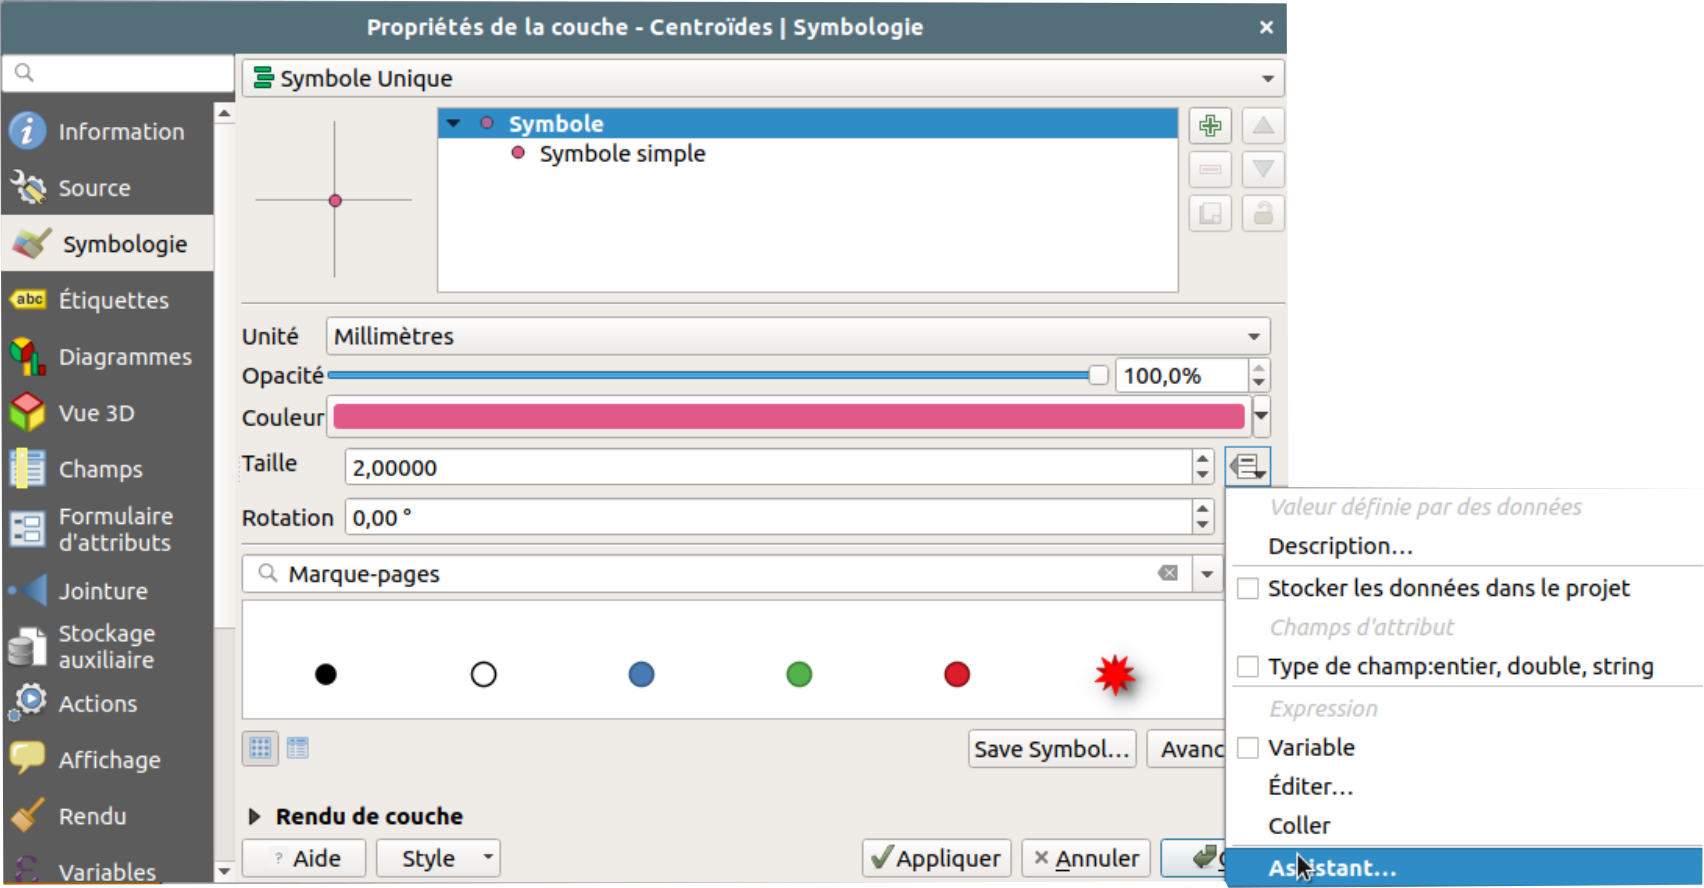 Propriétés de la couche - Centroïdes | Symbologie
Symbole Unique
Information
Source
Symbologie
abc Étiquettes
Diagrammes
Vue 3D
Champs
Formulaire
d'attributs
Jointure
Stockage
auxiliaire
Actions
Affichage
Rendu
Variables
Symbole
Symbole simple
Unité Millimètres
Opacité 100,0%
Couleur
Taille 2,00000
Rotation 0,00 °
Marque-pages
Save Symbol... Avanc
Rendu de couche
? Aide Style Appliquer Annuler
Valeur définie par des données
Description...
Stocker les données dans le projet
Champs d'attribut
Type de champ:entier, double, string
Expression
Variable
Éditer...
Coller
Assistant...